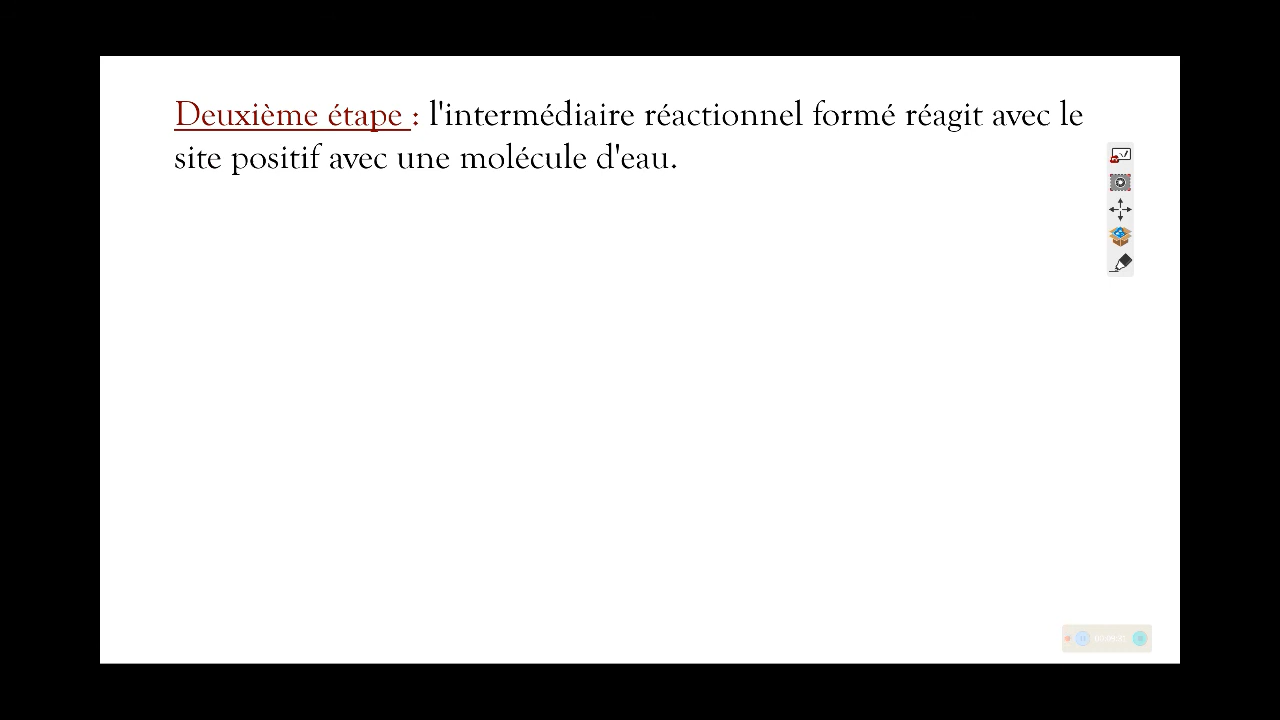 Deuxième étape : l'intermédiaire réactionnel formé réagit avec le
site positif avec une molécule d'eau.